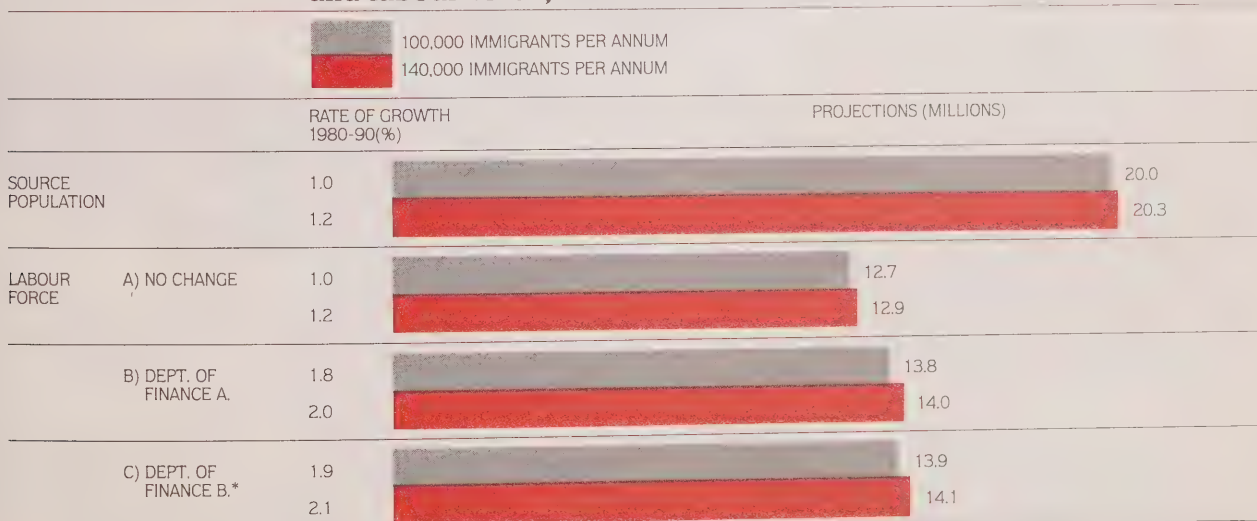 100,000 IMMIGRANTS PER ANNUM
140,000 IMMIGRANTS PER ANNUM
RATE OF GROWTH
1980-90(%)
PROJECTIONS (MILLIONS)
SOURCE
POPULATION
1.0
20.0
1.2
20.3
LABOUR
FORCE
A) NO CHANGE
1.0
12.7
1.2
12.9
B) DEPT. OF
FINANCE A.
1.8
13.8
2.0
14.0
C) DEPT. OF
FINANCE B.*
1.9
13.9
2.1
14.1